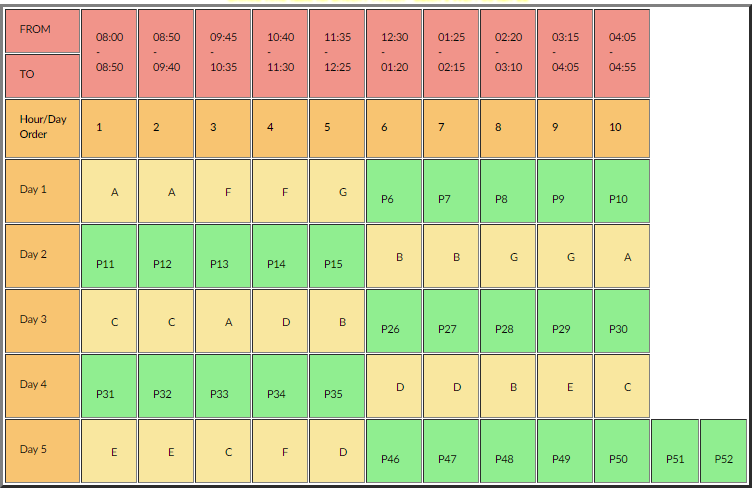 FROM
08:00 - 08:50
08:50 - 09:40
09:45 - 10:35
10:40 - 11:30
11:35 - 12:25
12:30 - 01:20
01:25 - 02:15
02:20 - 03:10
03:15 - 04:05
04:05 - 04:55
TO
Hour/Day Order 1 2 3 4 5 6 7 8 9 10
Day 1 A A F F G P6 P7 P8 P9 P10
Day 2 P11 P12 P13 P14 P15 B B G G A
Day 3 C C A D B P26 P27 P28 P29 P30
Day 4 P31 P32 P33 P34 P35 D D B E C
Day 5 E E C F D P46 P47 P48 P49 P50 P51 P52